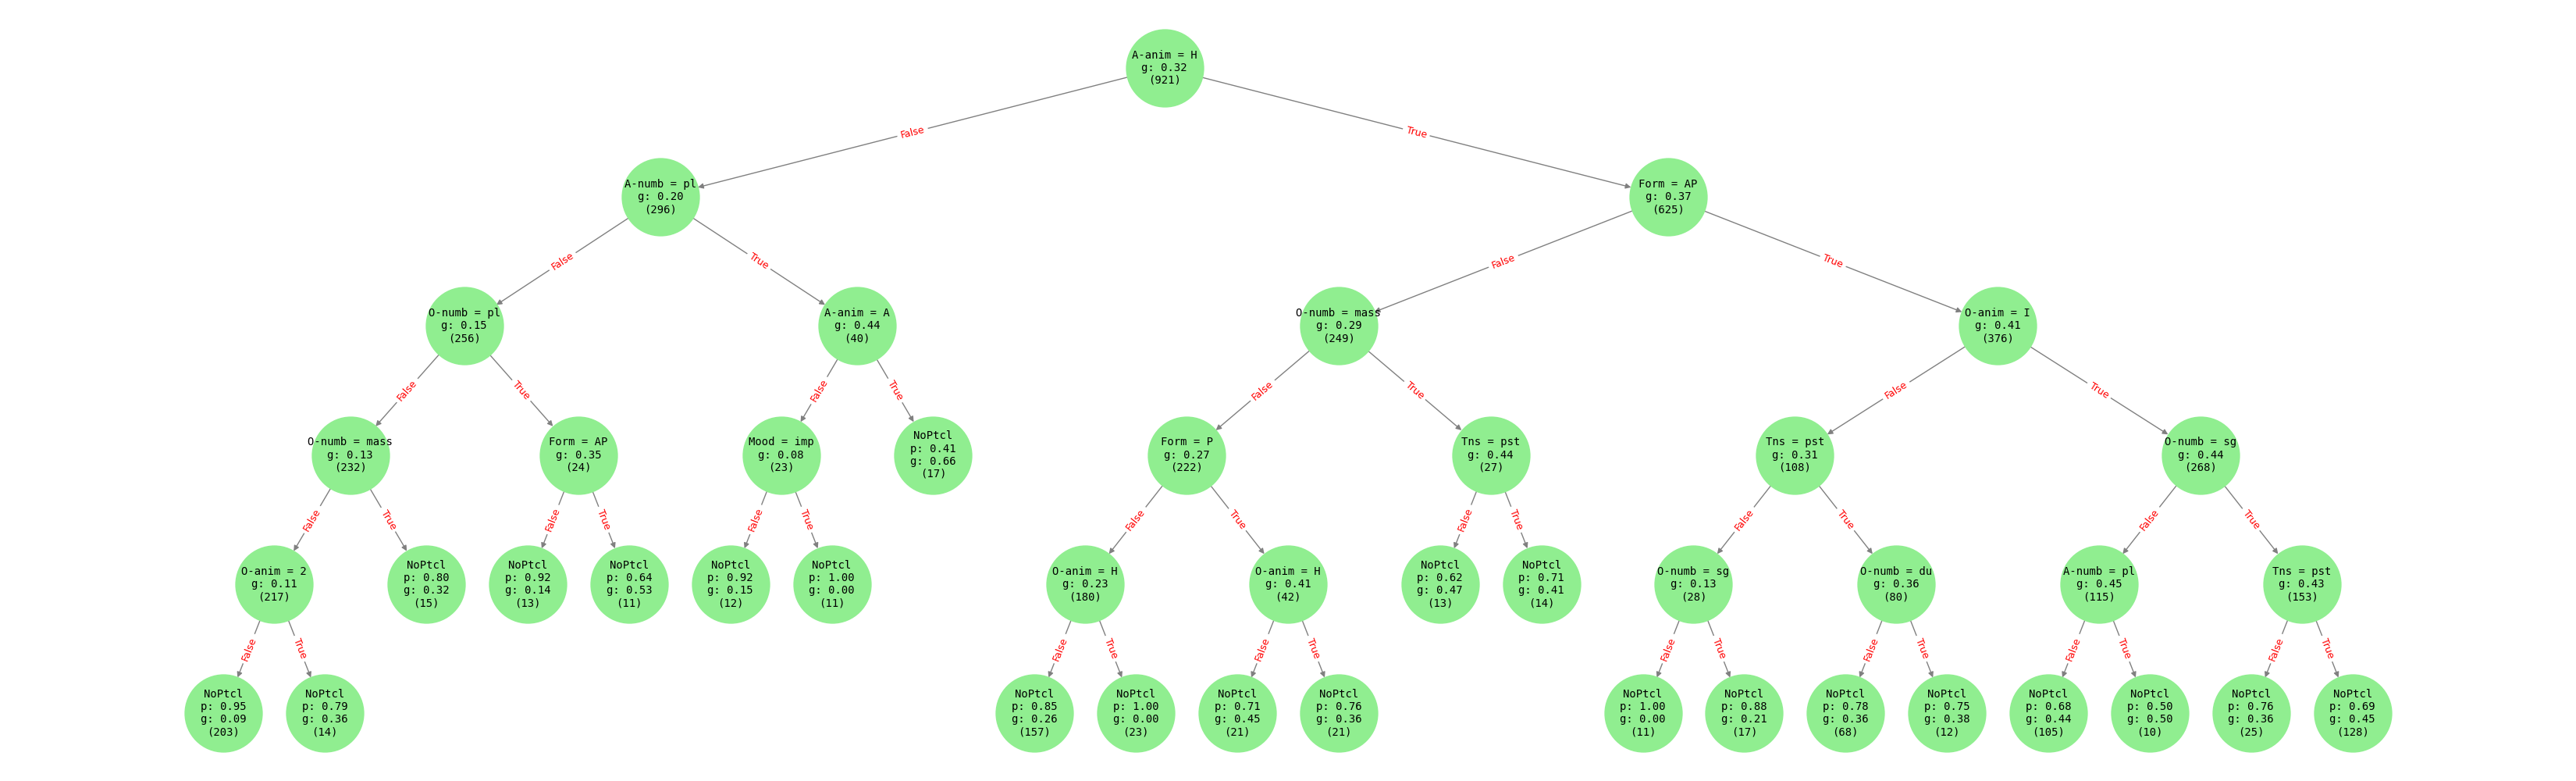 A-anim = H
g: 0.32
(921)
False
True
A-numb = pl
g: 0.20
(296)
Form = AP
g: 0.37
(625)
False
True
False
True
O-numb = pl
g: 0.15
(256)
A-anim = A
g: 0.44
(40)
O-numb = mass
g: 0.29
(249)
O-anim = I
g: 0.41
(376)
False
True
False
True
False
True
False
True
O-numb = mass
g: 0.13
(232)
Form = AP
g: 0.35
(24)
Mood = imp
g: 0.08
(23)
NoPtcl
p: 0.41
g: 0.66
(17)
Form = P
g: 0.27
(222)
Tns = pst
g: 0.44
(27)
Tns = pst
g: 0.31
(108)
O-numb = sg
g: 0.44
(268)
False
True
False
True
False
True
False
True
False
True
False
True
False
True
O-anim = 2
g: 0.11
(217)
NoPtcl
p: 0.80
g: 0.32
(15)
NoPtcl
p: 0.92
g: 0.14
(13)
NoPtcl
p: 0.64
g: 0.53
(11)
NoPtcl
p: 0.92
g: 0.15
(12)
NoPtcl
p: 1.00
g: 0.00
(11)
O-anim = H
g: 0.23
(180)
O-anim = H
g: 0.41
(42)
NoPtcl
p: 0.62
g: 0.47
(13)
NoPtcl
p: 0.71
g: 0.41
(14)
O-numb = sg
g: 0.13
(28)
O-numb = du
g: 0.36
(80)
A-numb = pl
g: 0.45
(115)
Tns = pst
g: 0.43
(153)
False
True
False
True
False
True
False
True
False
True
False
True
False
True
NoPtcl
p: 0.95
g: 0.09
(203)
NoPtcl
p: 0.79
g: 0.36
(14)
NoPtcl
p: 0.85
g: 0.26
(157)
NoPtcl
p: 1.00
g: 0.00
(23)
NoPtcl
p: 0.71
g: 0.45
(21)
NoPtcl
p: 0.76
g: 0.36
(21)
NoPtcl
p: 1.00
g: 0.00
(11)
NoPtcl
p: 0.88
g: 0.21
(17)
NoPtcl
p: 0.78
g: 0.36
(68)
NoPtcl
p: 0.75
g: 0.38
(12)
NoPtcl
p: 0.68
g: 0.44
(105)
NoPtcl
p: 0.50
g: 0.50
(10)
NoPtcl
p: 0.76
g: 0.36
(25)
NoPtcl
p: 0.69
g: 0.45
(128)